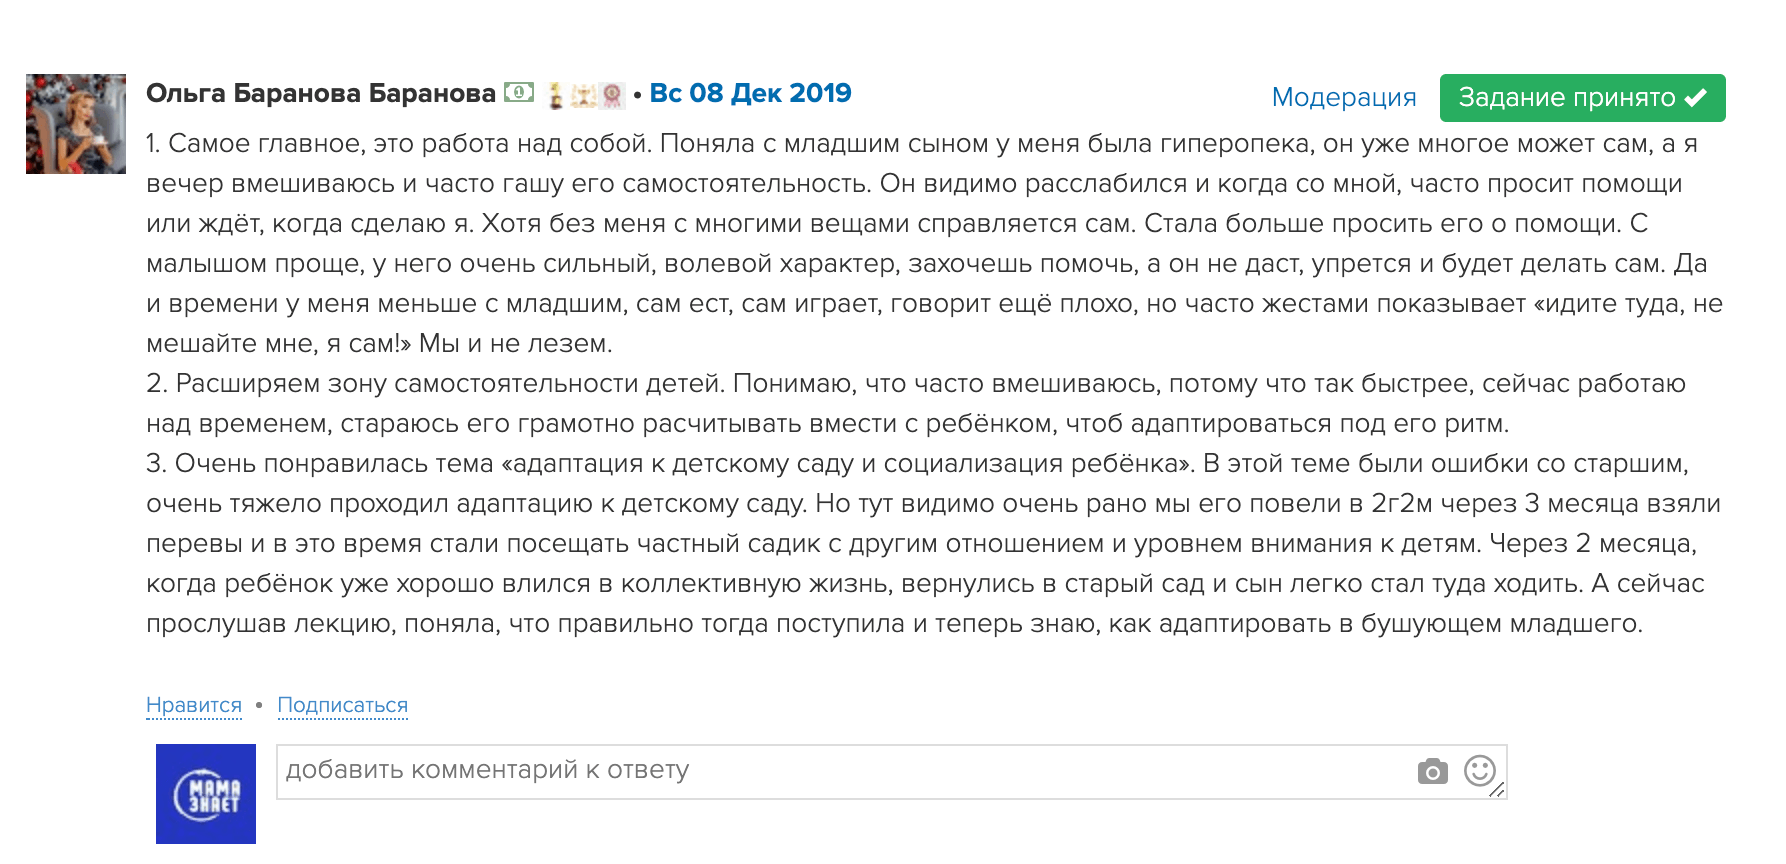 Ольга Баранова Баранова • Вс 08 Дек 2019
Модерация
Задание принято
1. Самое главное, это работа над собой. Поняла с младшим сыном у меня была гиперопека, он уже многое может сам, а я
вечер вмешиваюсь и часто гашу его самостоятельность. Он видимо расслабился и когда со мной, часто просит помощи
или ждёт, когда сделаю я. Хотя без меня с многими вещами справляется сам. Стала больше просить его о помощи. С
малышом проще, у него очень сильный, волевой характер, захочешь помочь, а он не даст, упрется и будет делать сам. Да
и времени у меня меньше с младшим, сам ест, сам играет, говорит ещё плохо, но часто жестами показывает «идите туда, не
мешайте мне, я сам!» Мы и не лезем.
2. Расширяем зону самостоятельности детей. Понимаю, что часто вмешиваюсь, потому что так быстрее, сейчас работаю
над временем, стараюсь его грамотно расчитывать вместе с ребёнком, чтоб адаптироваться под его ритм.
3. Очень понравилась тема «адаптация к детскому саду и социализация ребёнка». В этой теме были ошибки со старшим,
очень тяжело проходил адаптацию к детскому саду. Но тут видимо очень рано мы его повели в 2г2м через 3 месяца взяли
перевы и в это время стали посещать частный садик с другим отношением и уровнем внимания к детям. Через 2 месяца,
когда ребёнок уже хорошо влился в коллективную жизнь, вернулись в старый сад и сын легко стал туда ходить. А сейчас
прослушав лекцию, поняла, что правильно тогда поступила и теперь знаю, как адаптировать в бушующем младшего.
Нравится • Подписаться
МАМА
ЗНАЕТ
добавить комментарий к ответу